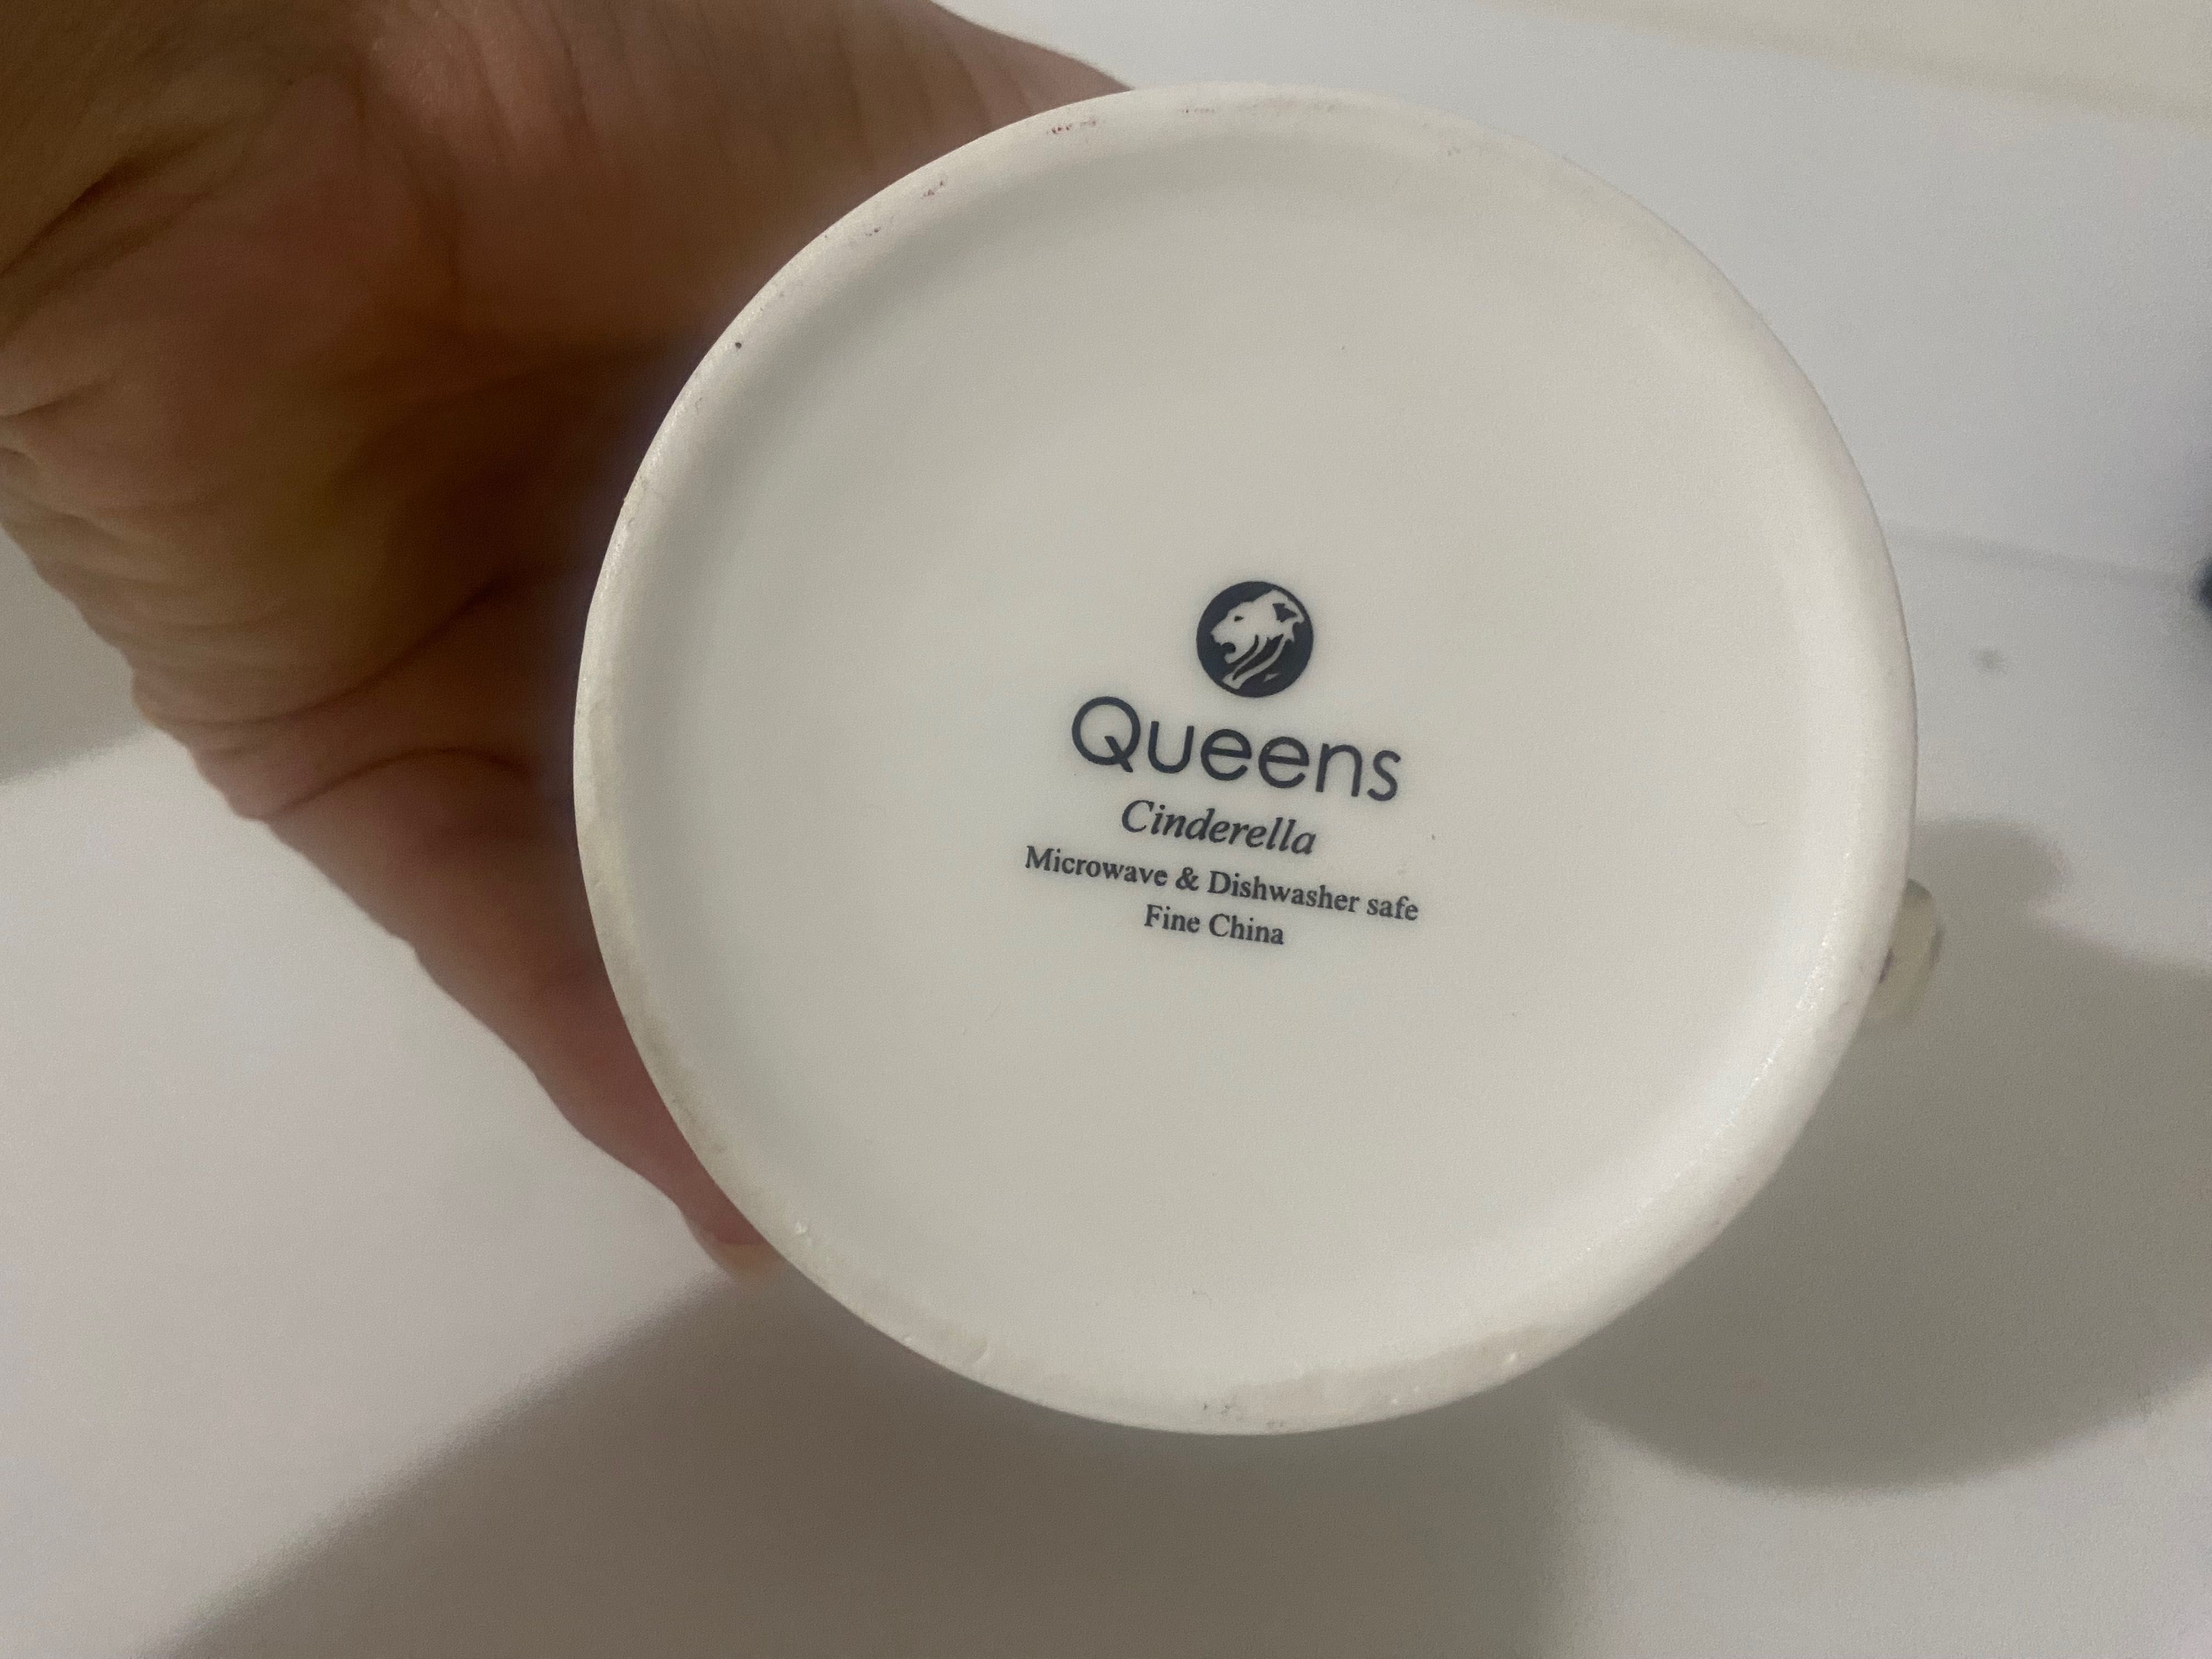 Queens
Cinderella
Microwave & Dishwasher safe
Fine China